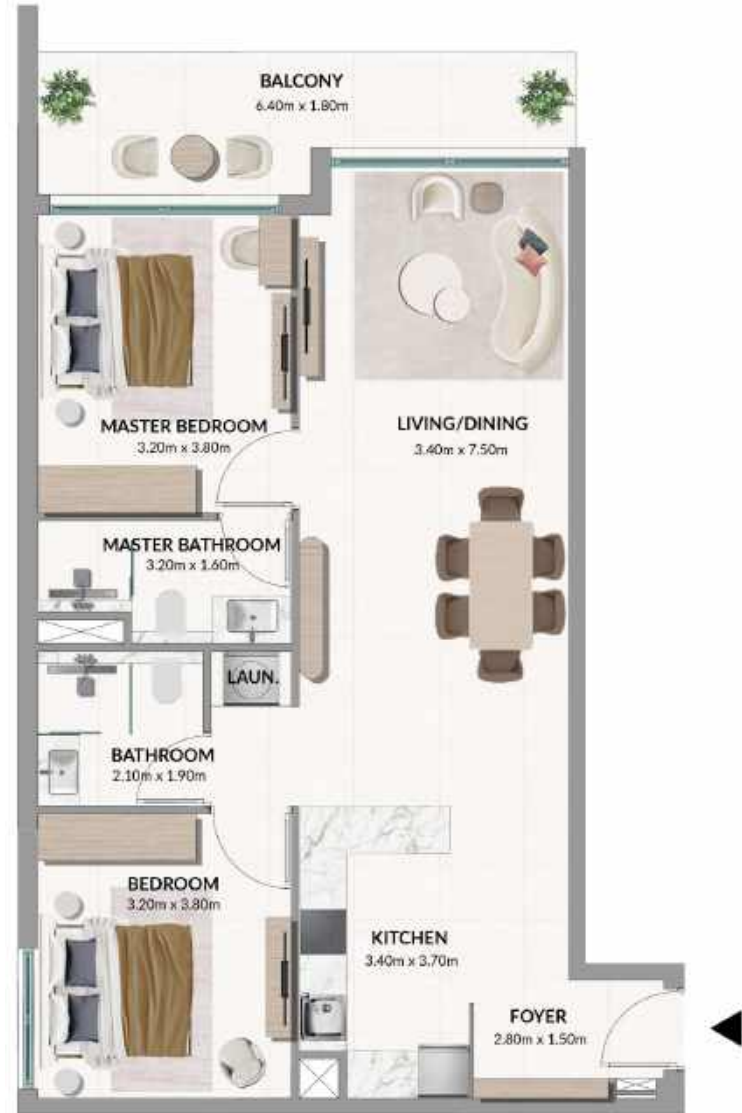 BALCONY
6.40m x 1.80m
MASTER BEDROOM
3.20m x 3.80m
LIVING/DINING
3.40m x 7.50m
MASTER BATHROOM
3.20m x 1.60m
LAUN.
BATHROOM
2.10m x 1.90m
BEDROOM
3.20m x 3.80m
KITCHEN
3.40m x 3.70m
FOYER
2.80m x 1.50m